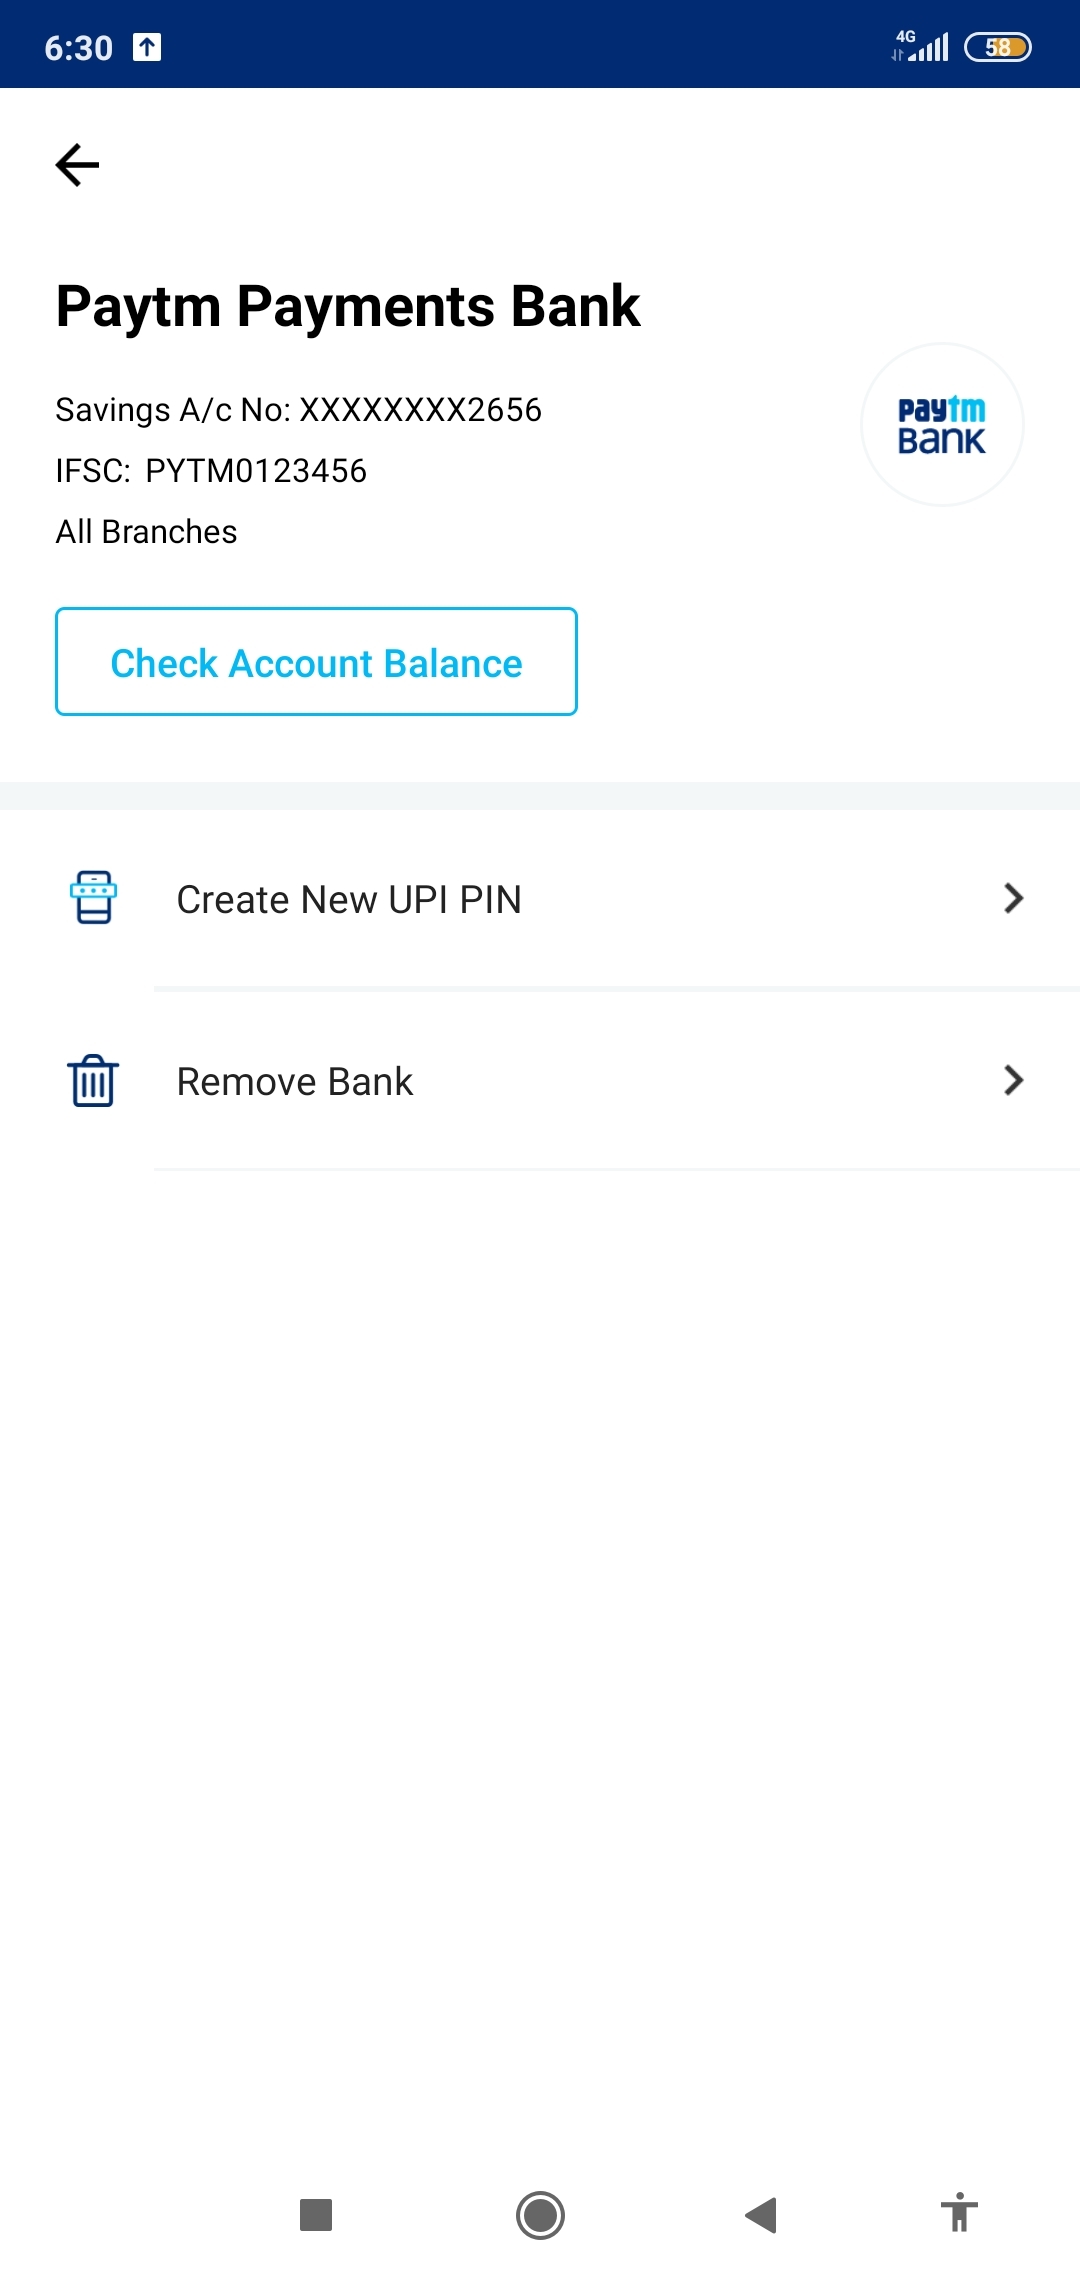 6:30
4G
58
Paytm Payments Bank
Savings A/c No: XXXXXXXX2656
IFSC: PYTM0123456
All Branches
paytm
BANK
Check Account Balance
Create New UPI PIN
Remove Bank